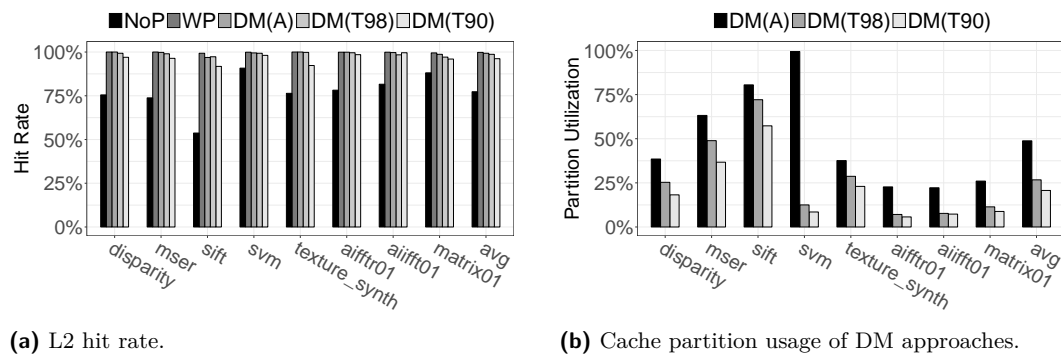 NoP WP DM(A) DM(T98) DM(T90)
100%
75%
50%
25%
0%
Hit Rate
disparity
mser
sift
svm
texture_synth
aifftr01
aiifft01
matrix01
avg
(a) L2 hit rate.
DM(A) DM(T98) DM(T90)
100%
75%
50%
25%
0%
Partition Utilization
disparity
mser
sift
svm
texture_synth
aifftr01
aiifft01
matrix01
avg
(b) Cache partition usage of DM approaches.